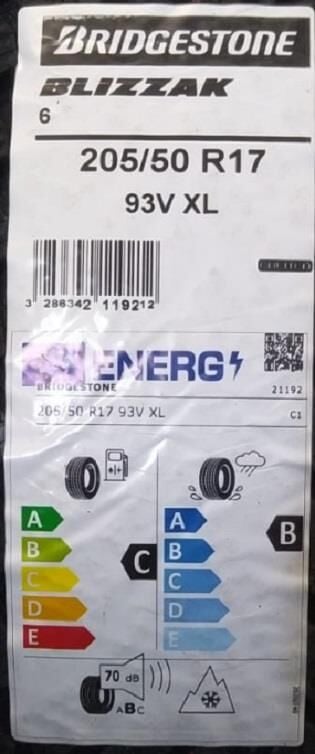 BRIDGESTONE
BLIZZAK
6
205/50 R17
93V XL
3 286342 119212
ENERG
BRIDGESTONE 21192
205/50 R17 93V XL C1
A A
B B B
C C C
D D
E E
70 dB
ABC